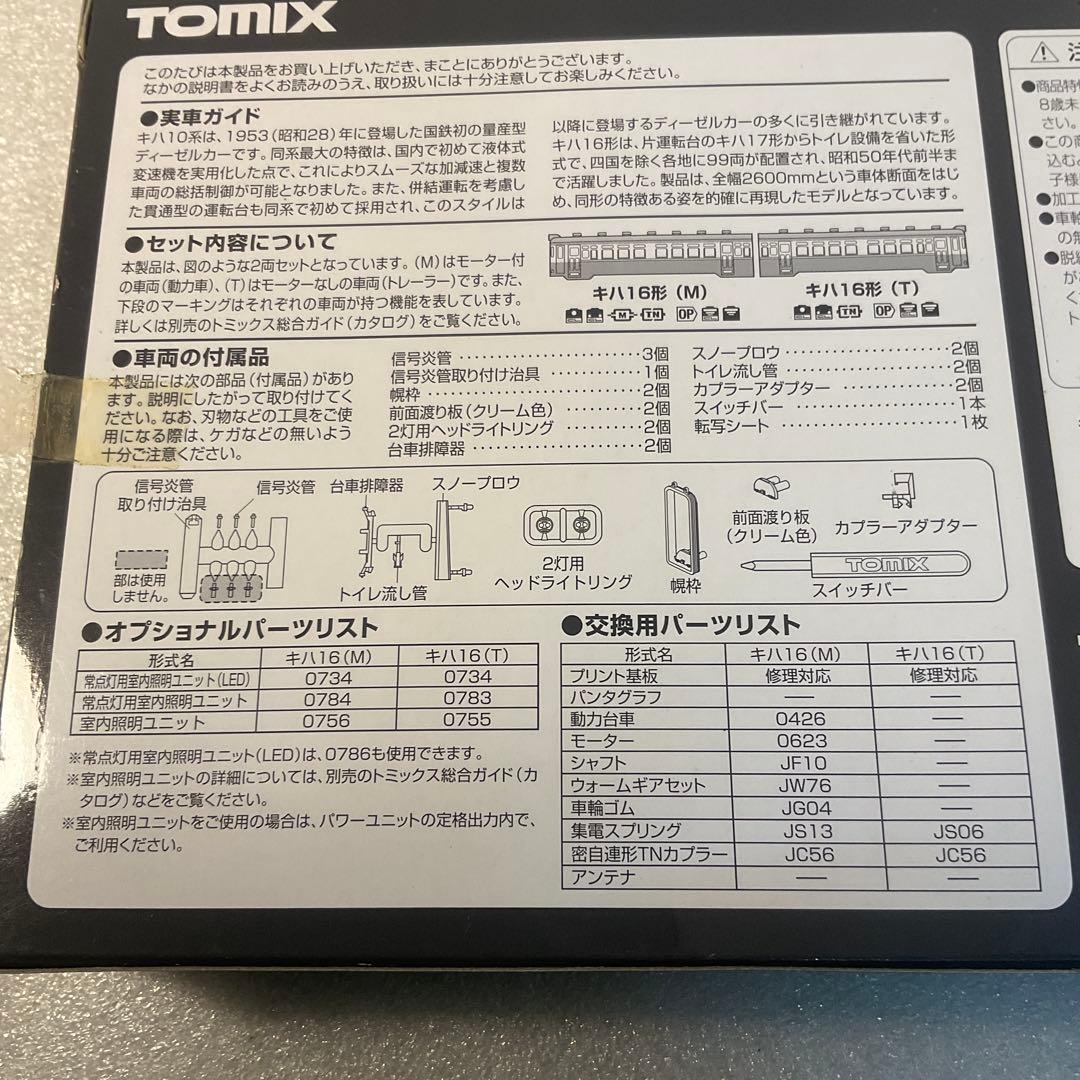 TOMIX
このたびは本製品をお買い上げいただき、まことにありがとうございます。
なかの説明書をよくお読みのうえ、取り扱いには十分注意してお楽しみください。
●実車ガイド
キハ10系は、1953(昭和28)年に登場した国鉄初の量産型
ディーゼルカーです。同系最大の特徴は、国内で初めて液体式
変速機を実用化した点で、これによりスムーズな加減速と複数
車両の総括制御が可能となりました。また、併結運転を考慮し
た貫通型の運転台も同系で初めて採用され、このスタイルは
以降に登場するディーゼルカーの多くに引き継がれています。
キハ16形は、片運転台のキハ17形からトイレ設備を省いた形
式で、四国を除く各地に99両が配置され、昭和50年代前半ま
で活躍しました。製品は、全幅2600mmという車体断面をはじ
め、同形の特徴ある姿を的確に再現したモデルとなっています。
●セット内容について
本製品は、図のような2両セットとなっています。(M)はモーター付
の車両(動力車)、(T)はモーターなしの車両(トレーラー)です。また、
下段のマーキングはそれぞれの車両が持つ機能を表しています。
詳しくは別売のトミックス総合ガイド(カタログ)をご覧ください。
キハ16形(M)
M TN OP
キハ16形(T)
TN OP
●車両の付属品
本製品には次の部品(付属品)があり
ます。説明にしたがって取り付けてく
ださい。なお、刃物などの工具をご使
用になる際は、ケガなどの無いよう
十分ご注意ください。
信号炎管・・・・・・・・・・・・・・・・・・3個
信号炎管取り付け治具・・・・・・・・・1個
幌枠・・・・・・・・・・・・・・・・・・・・・2個
前面渡り板(クリーム色)・・・・・・・・2個
2灯用ヘッドライトリング・・・・・・・・・2個
台車排障器・・・・・・・・・・・・・・・・2個
スノープロウ・・・・・・・・・・・・・・・2個
トイレ流し管・・・・・・・・・・・・・・・2個
カプラーアダプター・・・・・・・・・・・2個
スイッチバー・・・・・・・・・・・・・・・1本
転写シート・・・・・・・・・・・・・・・・1枚
信号炎管
取り付け治具
信号炎管
台車排障器
スノープロウ
部は使用
しません。
トイレ流し管
2灯用
ヘッドライトリング
幌枠
前面渡り板
(クリーム色)
カプラーアダプター
TOMIX
スイッチバー
●オプショナルパーツリスト
形式名 キハ16(M) キハ16(T)
常点灯用室内照明ユニット(LED) 0734 0734
常点灯用室内照明ユニット 0784 0783
室内照明ユニット 0756 0755
※常点灯用室内照明ユニット(LED)は、0786も使用できます。
※室内照明ユニットの詳細については、別売のトミックス総合ガイド(カ
タログ)などをご覧ください。
※室内照明ユニットをご使用の場合は、パワーユニットの定格出力内で、
ご利用ください。
●交換用パーツリスト
形式名 キハ16(M) キハ16(T)
プリント基板 修理対応 修理対応
パンタグラフ — —
動力台車 0426 —
モーター 0623 —
シャフト JF10 —
ウォームギアセット JW76 —
車輪ゴム JG04 —
集電スプリング JS13 JS06
密自連形TNカプラー JC56 JC56
アンテナ — —
⚠注
●商品特
8歳未
さい。
●この商
込む
子様
●加工
●車軸
の無
●脱線
が
く
ト